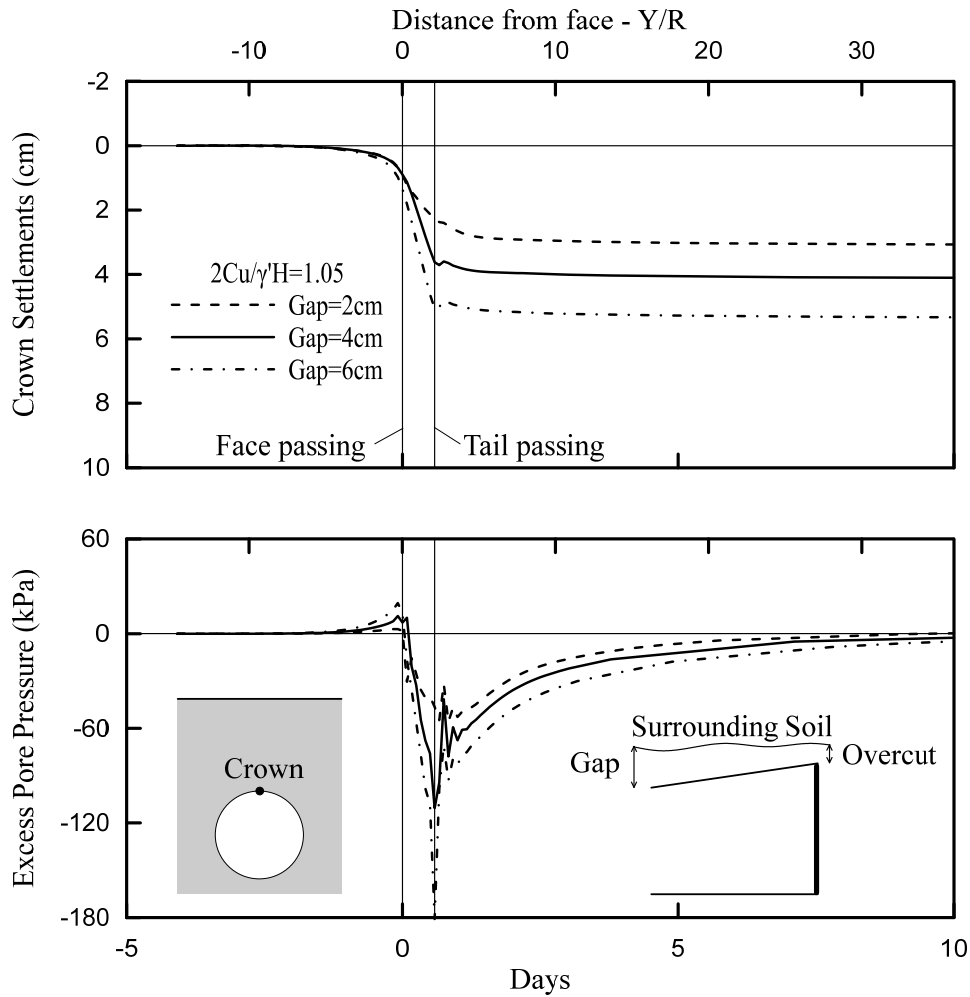 Distance from face - Y/R
-10 0 10 20 30
Crown Settlements (cm)
-2
0
2
4
6
8
10
2Cu/γ'H=1.05
Gap=2cm
Gap=4cm
Gap=6cm
Face passing
Tail passing
Excess Pore Pressure (kPa)
60
0
-60
-120
-180
Crown
Surrounding Soil
Gap
Overcut
-5 0 5 10
Days